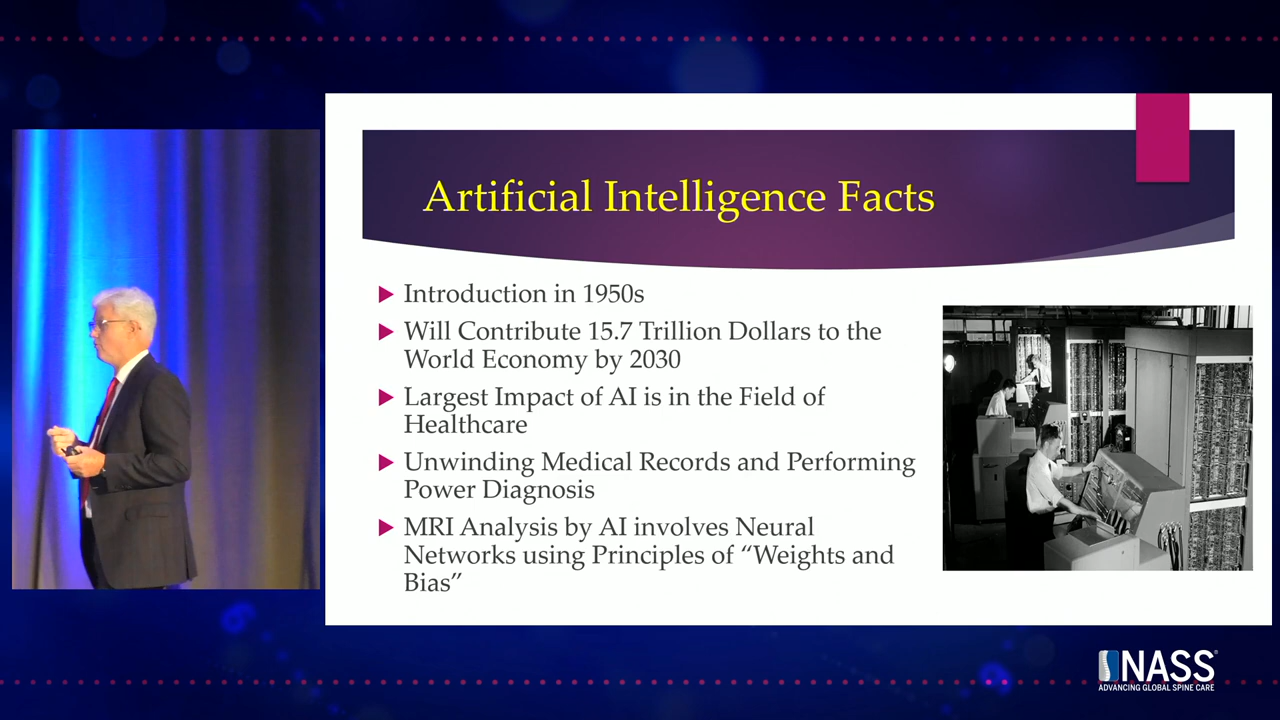 Artificial Intelligence Facts
Introduction in 1950s
Will Contribute 15.7 Trillion Dollars to the
World Economy by 2030
Largest Impact of AI is in the Field of
Healthcare
Unwinding Medical Records and Performing
Power Diagnosis
MRI Analysis by AI involves Neural
Networks using Principles of “Weights and
Bias”
NASS
ADVANCING GLOBAL SPINE CARE